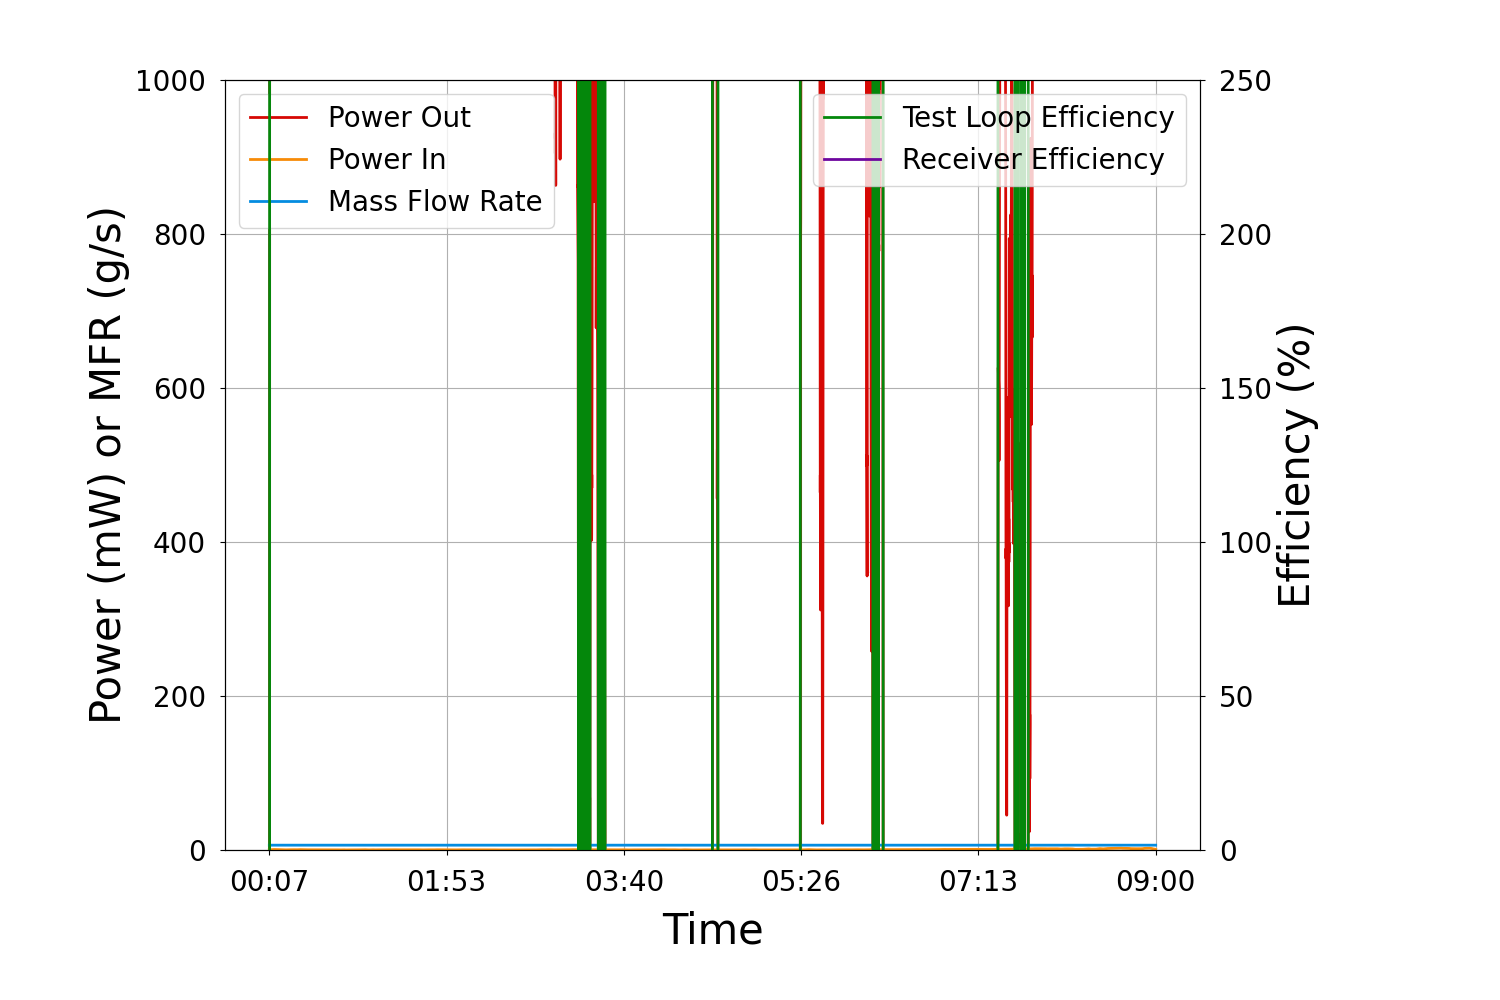 1000
800
600
400
200
0
Power (mW) or MFR (g/s)
Power Out
Power In
Mass Flow Rate
Test Loop Efficiency
Receiver Efficiency
250
200
150
100
50
0
Efficiency (%)
00:07 01:53 03:40 05:26 07:13 09:00
Time